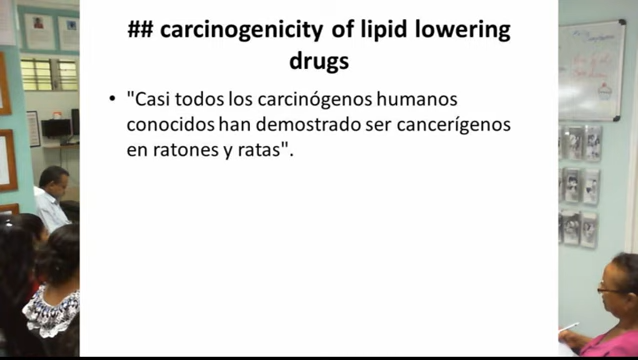 ## carcinogenicity of lipid lowering
drugs
• "Casi todos los carcinógenos humanos
conocidos han demostrado ser cancerígenos
en ratones y ratas".